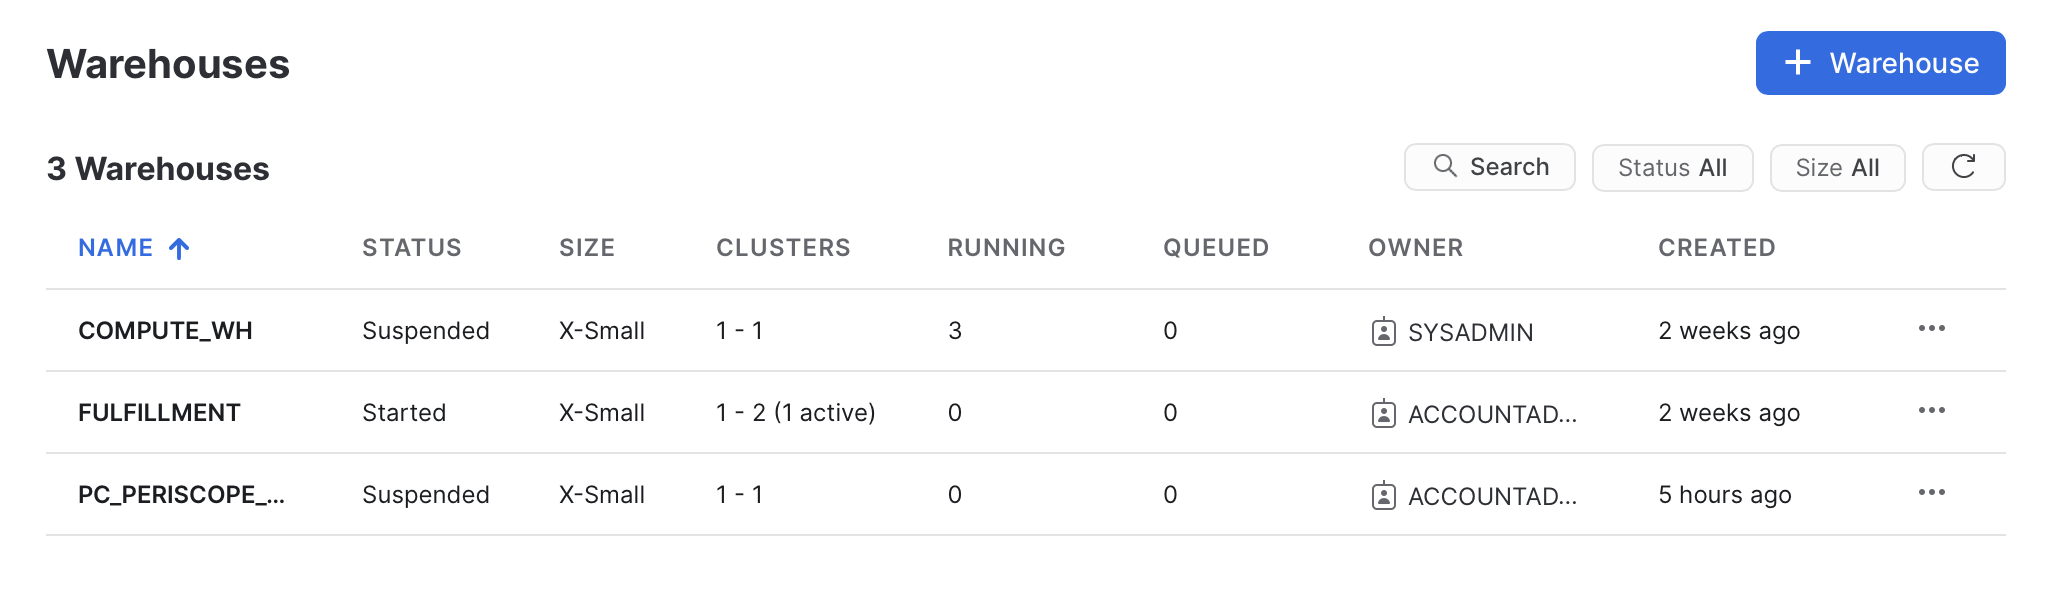 Warehouses
+ Warehouse
3 Warehouses
Search
Status All
Size All
NAME ↑ STATUS SIZE CLUSTERS RUNNING QUEUED OWNER CREATED
COMPUTE_WH Suspended X-Small 1 - 1 3 0 SYSADMIN 2 weeks ago ...
FULFILLMENT Started X-Small 1 - 2 (1 active) 0 0 ACCOUNTAD... 2 weeks ago ...
PC_PERISCOPE_... Suspended X-Small 1 - 1 0 0 ACCOUNTAD... 5 hours ago ...